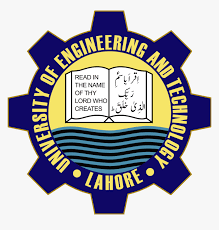 UNIVERSITY OF ENGINEERING AND TECHNOLOGY
READ IN
THE NAME
OF THY
LORD WHO
CREATES
اقرا باسم
ربك
الذی خلق
• LAHORE •